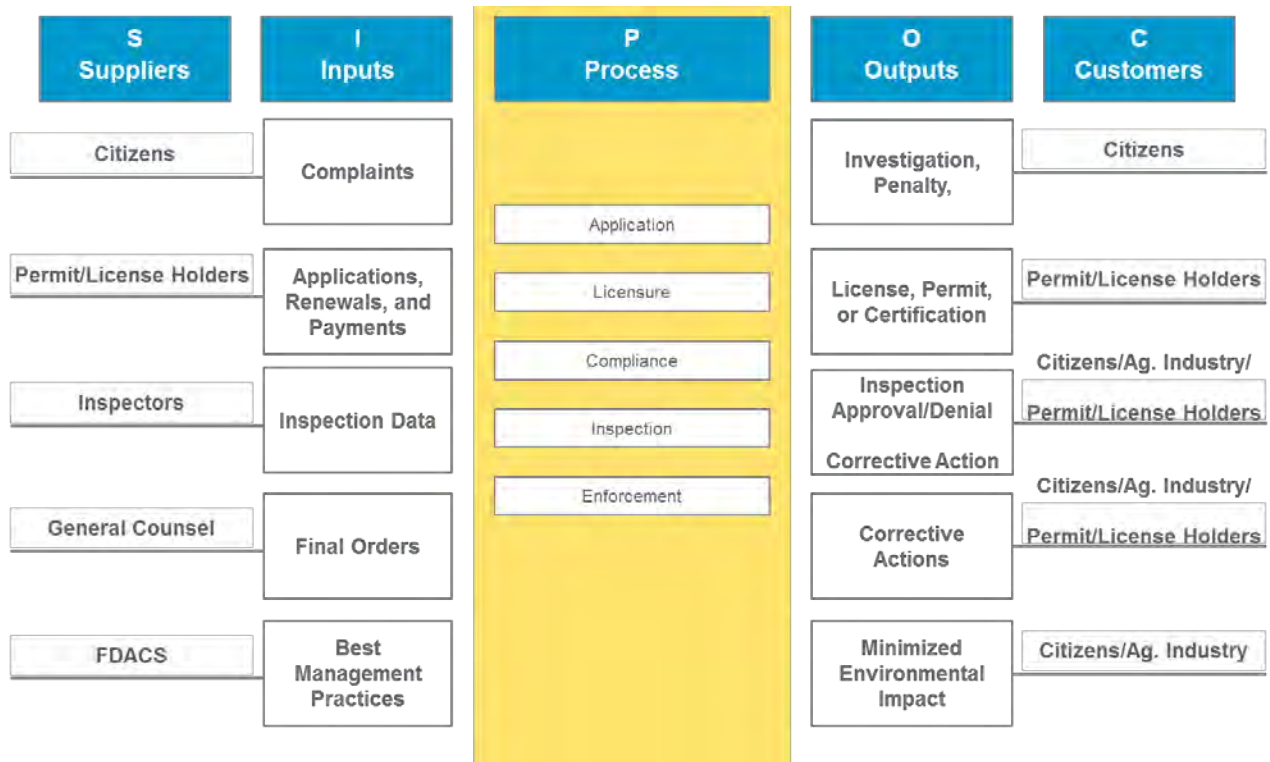 S
Suppliers
I
Inputs
P
Process
O
Outputs
C
Customers
Citizens
Complaints
Permit/License Holders
Applications,
Renewals, and
Payments
Inspectors
Inspection Data
General Counsel
Final Orders
FDACS
Best
Management
Practices
Application
Licensure
Compliance
Inspection
Enforcement
Investigation,
Penalty,
Citizens
License, Permit,
or Certification
Permit/License Holders
Inspection
Approval/Denial
Corrective Action
Citizens/Ag. Industry/
Permit/License Holders
Corrective
Actions
Citizens/Ag. Industry/
Permit/License Holders
Minimized
Environmental
Impact
Citizens/Ag. Industry